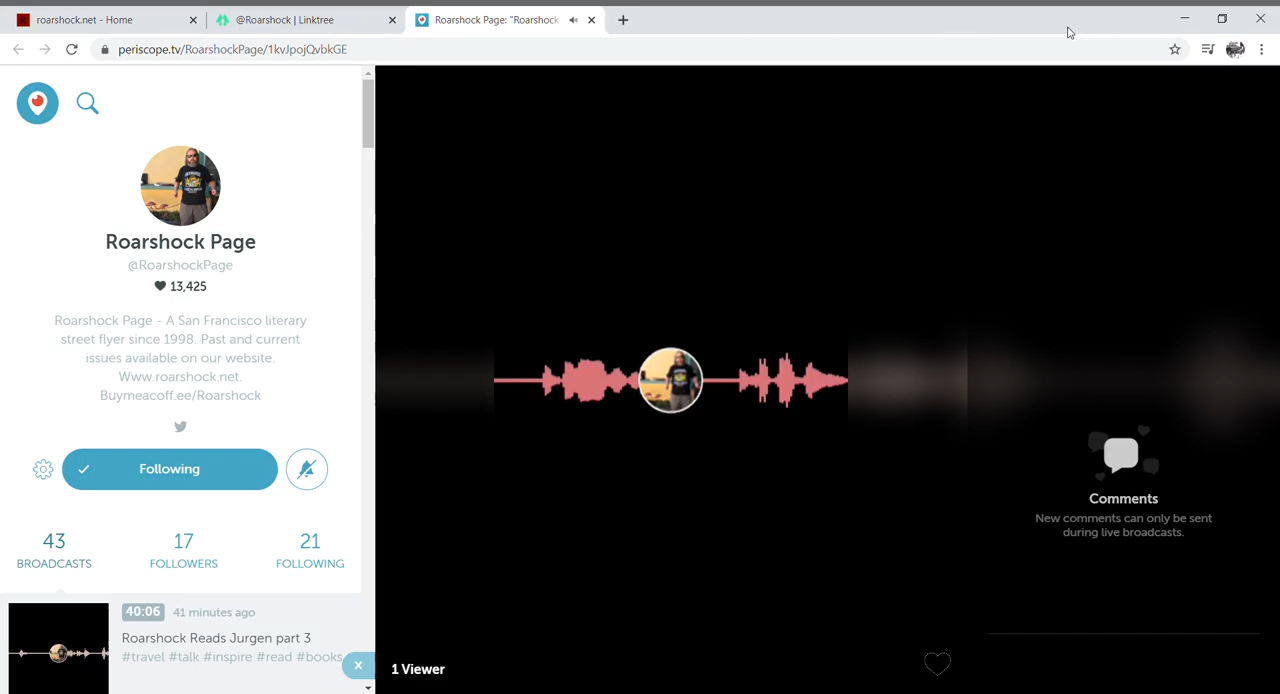 roarshock.net - Home
@Roarshock | Linktree
Roarshock Page: "Roarshock
periscope.tv/RoarshockPage/1kvJpojQvbkGE
Roarshock Page
@RoarshockPage
13,425
Roarshock Page - A San Francisco literary
street flyer since 1998. Past and current
issues available on our website.
Www.roarshock.net.
Buymeacoff.ee/Roarshock
Following
43
BROADCASTS
17
FOLLOWERS
21
FOLLOWING
40:06 41 minutes ago
Roarshock Reads Jurgen part 3
#travel #talk #inspire #read #books
1 Viewer
Comments
New comments can only be sent
during live broadcasts.